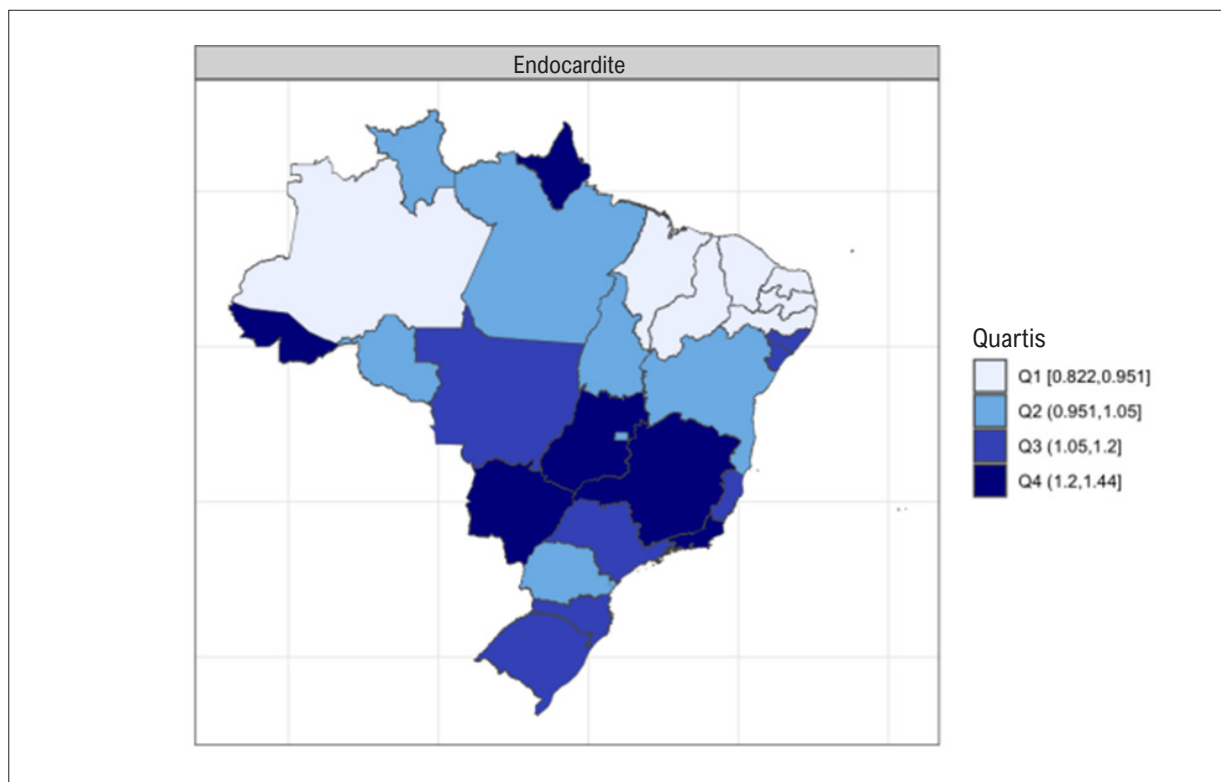 Endocardite
Quartis
Q1 [0.822,0.951]
Q2 (0.951,1.05]
Q3 (1.05,1.2]
Q4 (1.2,1.44]